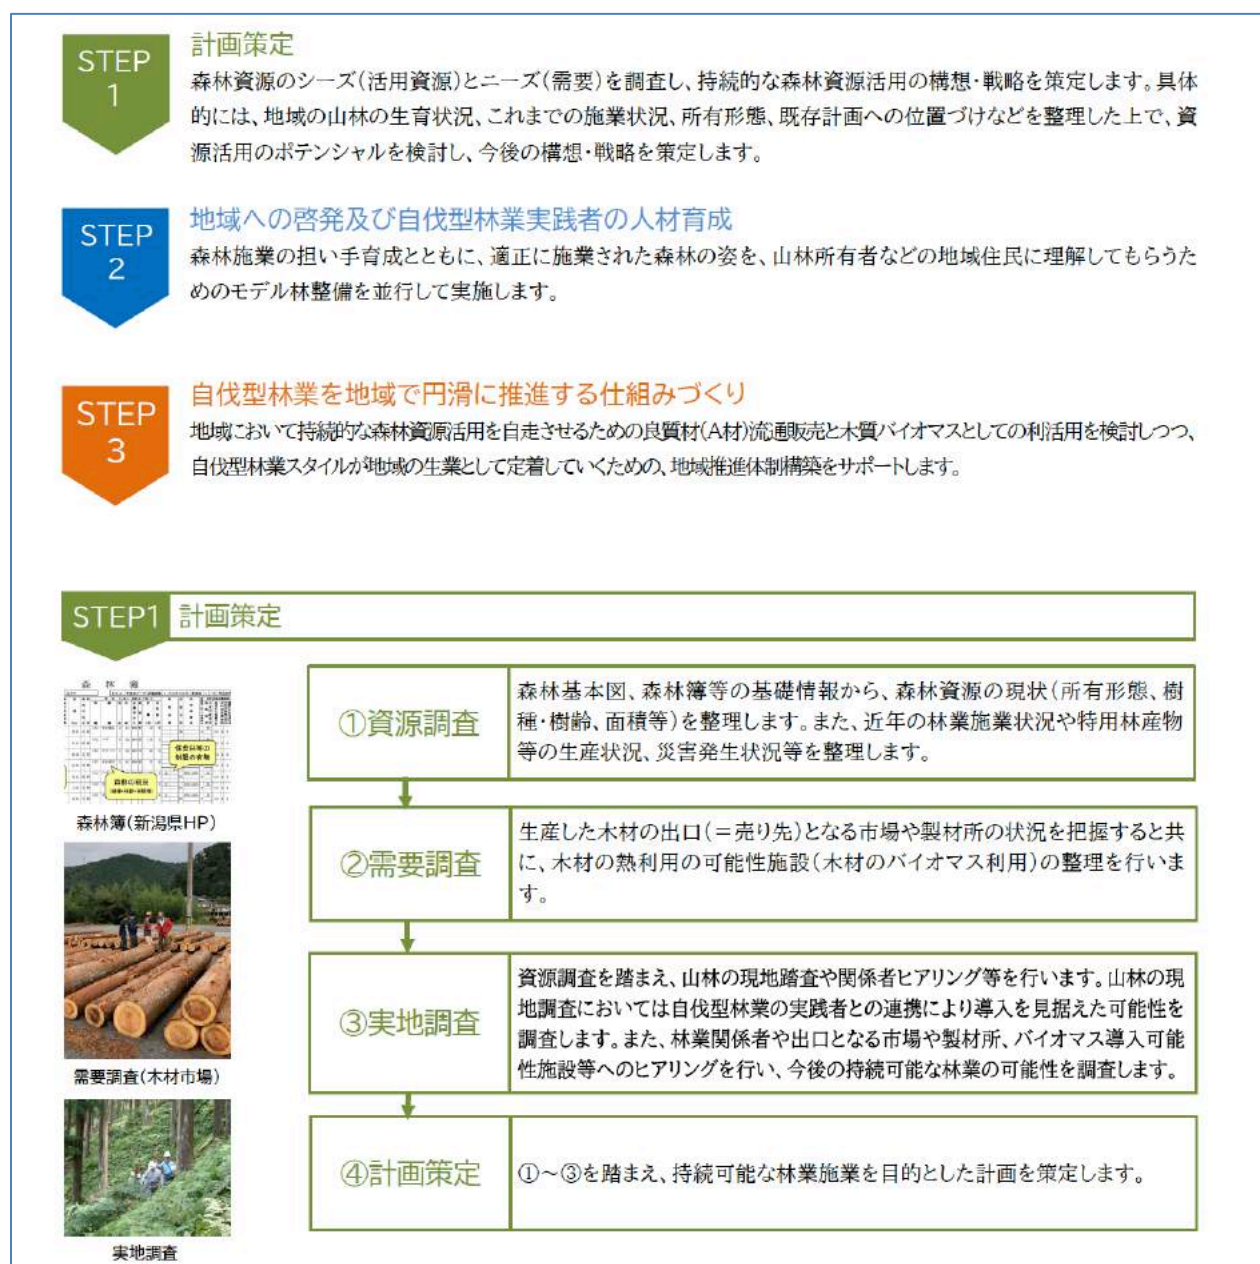 STEP
1
計画策定
森林資源のシーズ(活用資源)とニーズ(需要)を調査し、持続的な森林資源活用の構想・戦略を策定します。具体
的には、地域の山林の生育状況、これまでの施業状況、所有形態、既存計画への位置づけなどを整理した上で、資
源活用のポテンシャルを検討し、今後の構想・戦略を策定します。
STEP
2
地域への啓発及び自伐型林業実践者の人材育成
森林施業の担い手育成とともに、適正に施業された森林の姿を、山林所有者などの地域住民に理解してもらうた
めのモデル林整備を並行して実施します。
STEP
3
自伐型林業を地域で円滑に推進する仕組みづくり
地域において持続的な森林資源活用を自走させるための良質材(A材)流通販売と木質バイオマスとしての利活用を検討しつつ、
自伐型林業スタイルが地域の生業として定着していくための、地域推進体制構築をサポートします。
STEP1 計画策定
森林簿
森林簿(新潟県HP)
需要調査(木材市場)
実地調査
①資源調査
森林基本図、森林簿等の基礎情報から、森林資源の現状(所有形態、樹
種・樹齢、面積等)を整理します。また、近年の林業施業状況や特用林産物
等の生産状況、災害発生状況等を整理します。
②需要調査
生産した木材の出口(=売り先)となる市場や製材所の状況を把握すると共
に、木材の熱利用の可能性施設(木材のバイオマス利用)の整理を行いま
す。
③実地調査
資源調査を踏まえ、山林の現地踏査や関係者ヒアリング等を行います。山林の現
地調査においては自伐型林業の実践者との連携により導入を見据えた可能性を
調査します。また、林業関係者や出口となる市場や製材所、バイオマス導入可能
性施設等へのヒアリングを行い、今後の持続可能な林業の可能性を調査します。
④計画策定
①～③を踏まえ、持続可能な林業施業を目的とした計画を策定します。